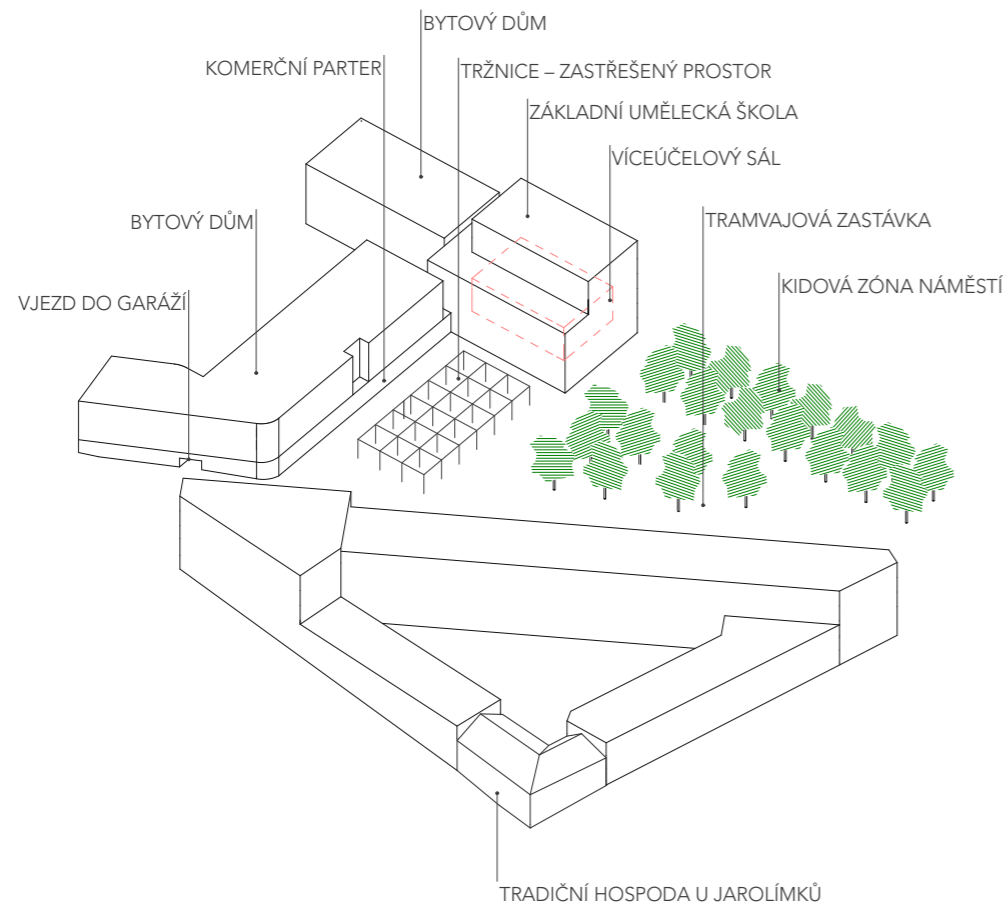 BYTOVÝ DŮM
KOMERČNÍ PARTER
TRŽNICE – ZASTŘEŠENÝ PROSTOR
ZÁKLADNÍ UMĚLECKÁ ŠKOLA
VÍCEÚČELOVÝ SÁL
BYTOVÝ DŮM
TRAMVAJOVÁ ZASTÁVKA
VJEZD DO GARÁŽÍ
KIDOVÁ ZÓNA NÁMĚSTÍ
TRADIČNÍ HOSPODA U JAROLÍMKŮ